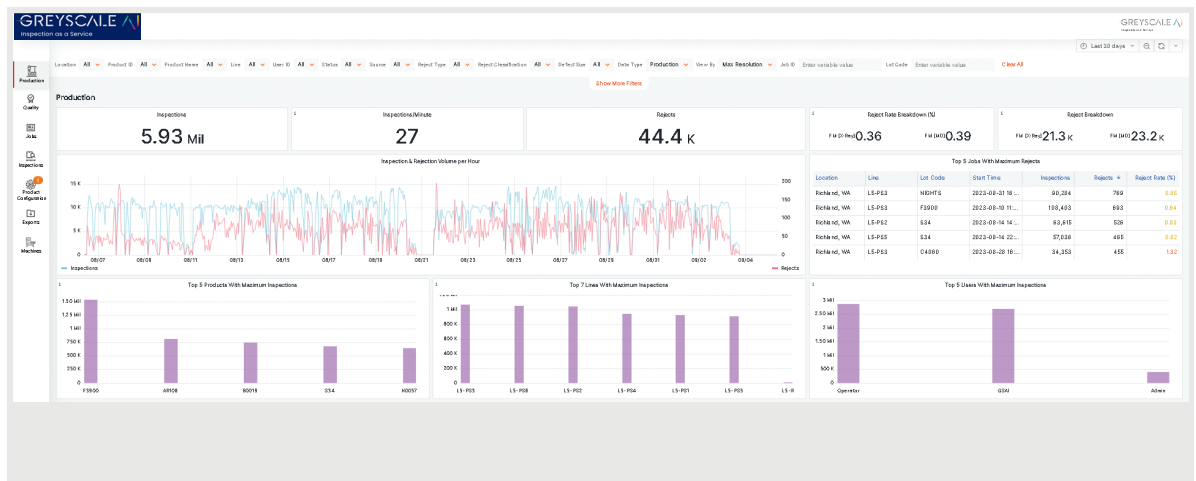 GREYSCALE AI
Inspection as a Service
GREYSCALE AI
Last 30 days
Location All Product ID All Product Name All Line All User ID All Status All Source All Reject Type All Reject Classification All Defect Size All Data Type Production View By Max Resolution Job ID Enter variable value Lot Code Enter variable value Clear All
Show More Filters
Production
Quality
Jobs
Inspections
Product Configuration
Exports
Machines
Production
Inspections
5.93 Mil
Inspections/Minute
27
Rejects
44.4 K
Reject Rate Breakdown (%)
FM (D Res) 0.36 FM (MD) 0.39
Reject Breakdown
FM (D Res) 21.3 K FM (MD) 23.2 K
Inspection & Rejection Volume per Hour
15 K
10 K
5 K
0
200
150
100
50
0
08/07 08/09 08/11 08/13 08/15 08/17 08/19 08/21 08/23 08/25 08/27 08/29 08/31 09/02 09/04
Inspections
Rejects
Top 5 Jobs With Maximum Rejects
Location Line Lot Code Start Time Inspections Rejects Reject Rate (%)
Richland, WA L5-PS3 NIGHTS 2023-08-31 16:... 90,284 769
Richland, WA L5-PS3 F3900 2023-08-10 11:... 108,403 693 0.64
Richland, WA L5-PS2 S34 2023-08-14 14:... 63,615 526
Richland, WA L5-PS5 S34 2023-08-14 22:... 57,036 465
Richland, WA L5-PS3 C4060 2023-08-28 16:... 34,353 455 1.32
Top 5 Products With Maximum Inspections
1.50 Mil
1.25 Mil
1 Mil
750 K
500 K
250 K
0
F3900 S34
Top 7 Lines With Maximum Inspections
1 Mil
800 K
600 K
400 K
200 K
0
L5-PS3 L5-PS8 L5-PS2 L5-PS4 L5-PS1 L5-PS5
Top 5 Users With Maximum Inspections
3 Mil
2.50 Mil
2 Mil
1.50 Mil
1 Mil
500 K
0
Operator GSAI Admin